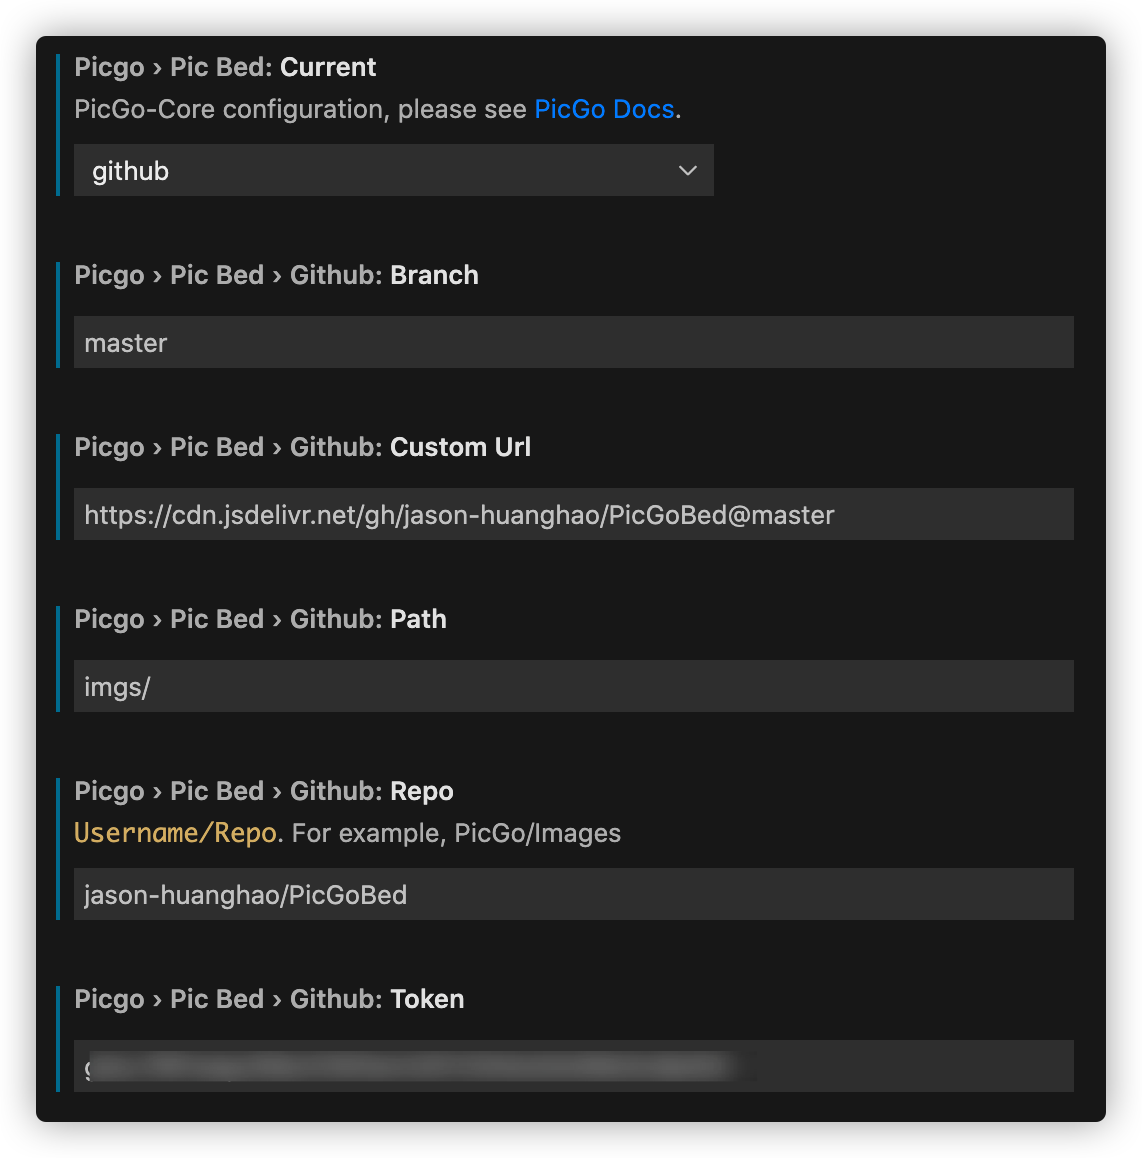 Picgo › Pic Bed: Current
PicGo-Core configuration, please see PicGo Docs.
github
Picgo › Pic Bed › Github: Branch
master
Picgo › Pic Bed › Github: Custom Url
https://cdn.jsdelivr.net/gh/jason-huanghao/PicGoBed@master
Picgo › Pic Bed › Github: Path
imgs/
Picgo › Pic Bed › Github: Repo
Username/Repo. For example, PicGo/Images
jason-huanghao/PicGoBed
Picgo › Pic Bed › Github: Token